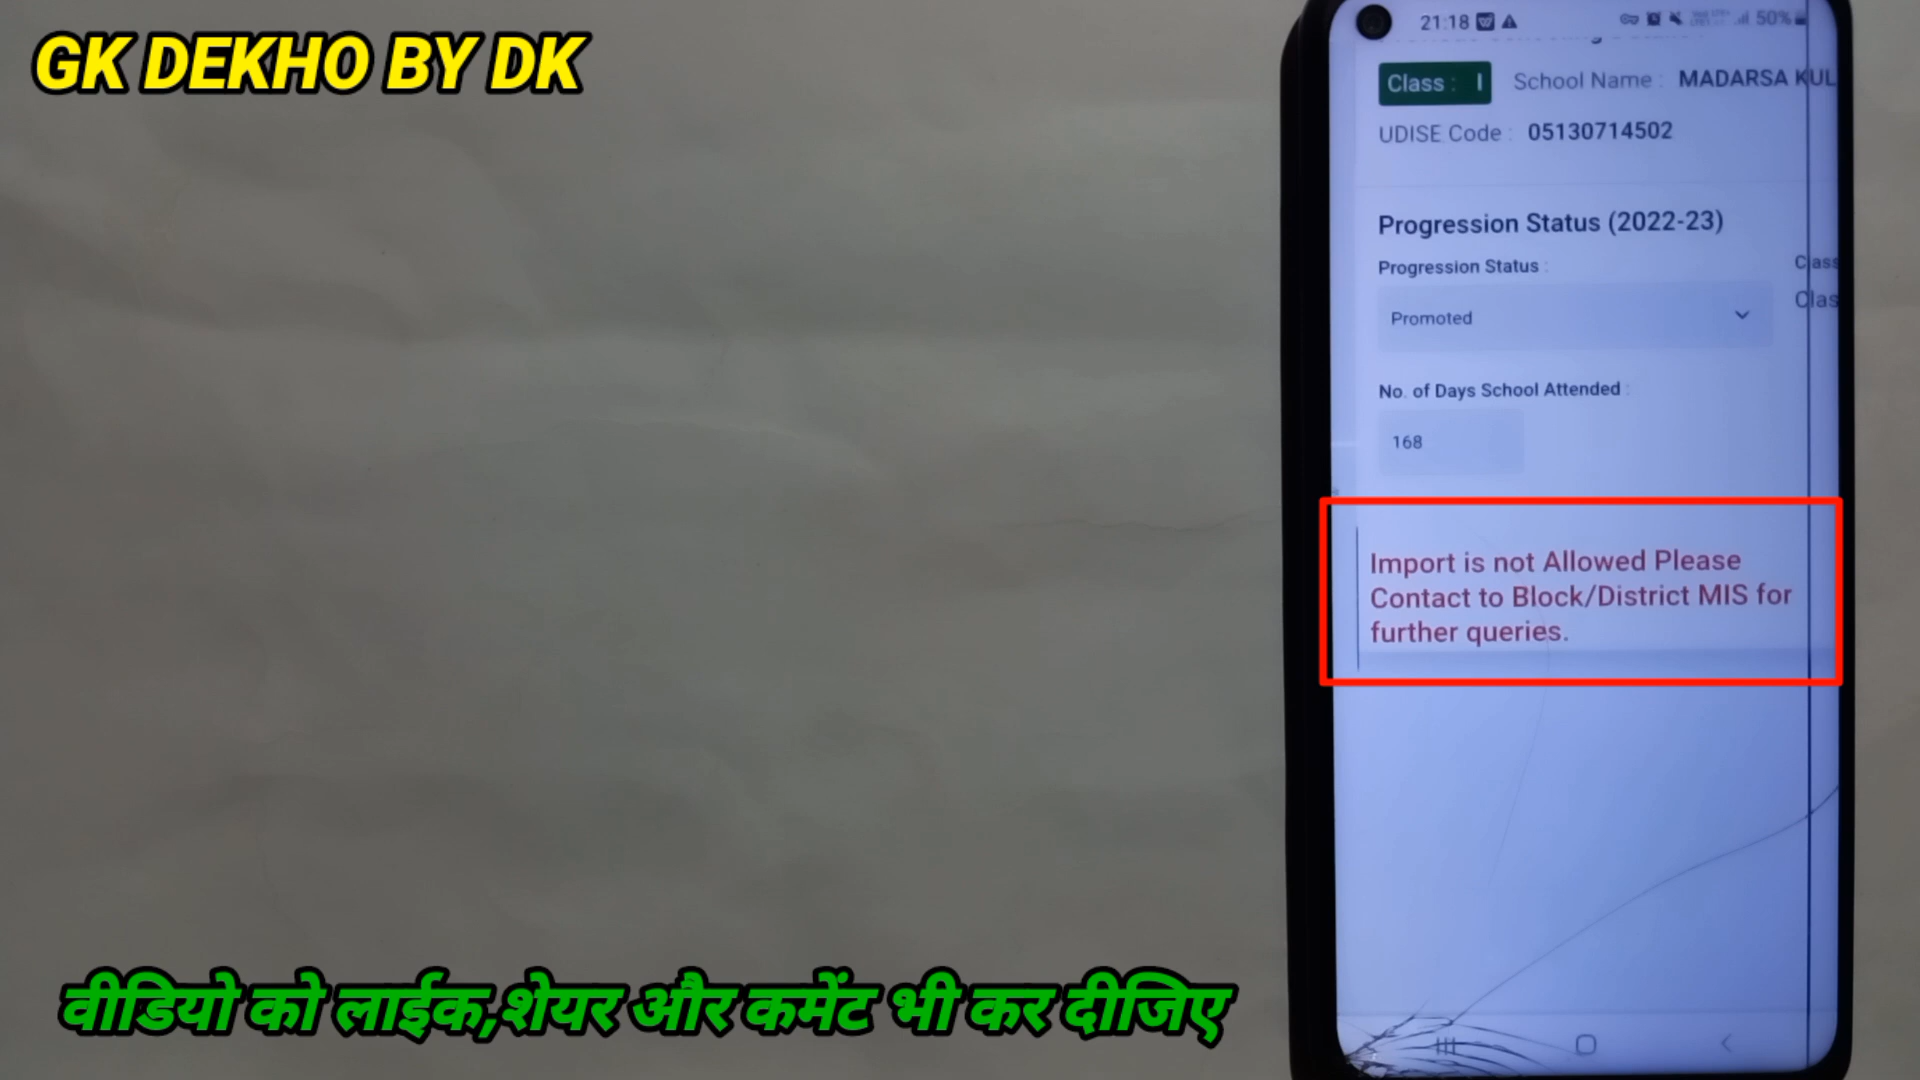 GK DEKHO BY DK
21:18
50%
Class : I School Name : MADARSA KUL
UDISE Code : 05130714502
Progression Status (2022-23)
Progression Status : Class
Promoted Clas
No. of Days School Attended :
168
Import is not Allowed Please
Contact to Block/District MIS for
further queries.
वीडियो को लाईक,शेयर और कमेंट भी कर दीजिए